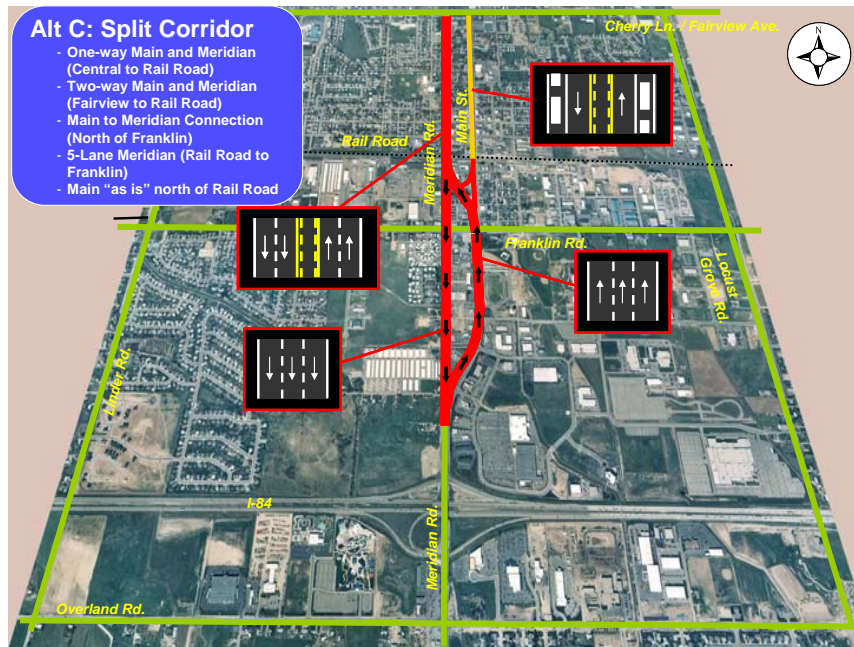 Alt C: Split Corridor
- One-way Main and Meridian
(Central to Rail Road)
- Two-way Main and Meridian
(Fairview to Rail Road)
- Main to Meridian Connection
(North of Franklin)
- 5-Lane Meridian (Rail Road to
Franklin)
- Main “as is” north of Rail Road
Cherry Ln. / Fairview Ave.
N
Main St.
Meridian Rd.
Rail Road
Franklin Rd.
Locust
Grove Rd.
Linder Rd.
I-84
Meridian Rd.
Overland Rd.